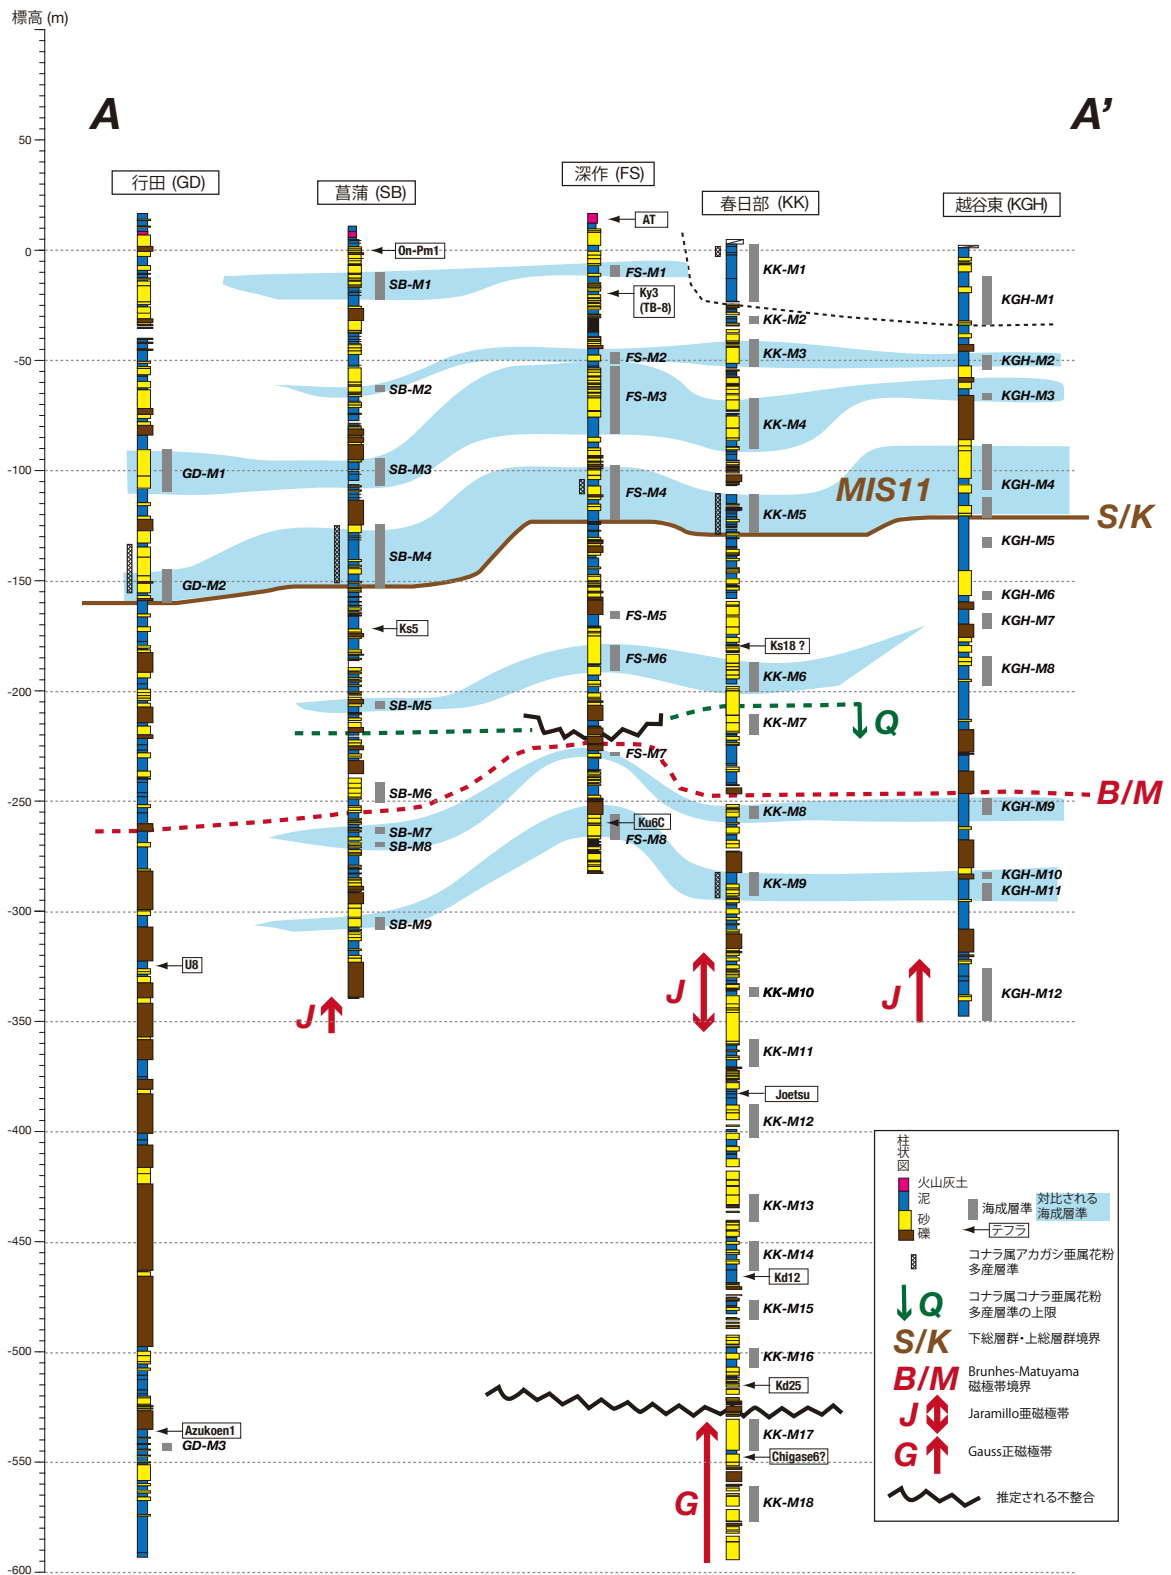 標高 (m)
A
A'
行田 (GD)
菖蒲 (SB)
深作 (FS)
春日部 (KK)
越谷東 (KGH)
50
0
-50
-100
-150
-200
-250
-300
-350
-400
-450
-500
-550
-600
GD-M1
GD-M2
U8
Azukoen1
GD-M3
On-Pm1
SB-M1
SB-M2
SB-M3
SB-M4
Ks5
SB-M5
SB-M6
SB-M7
SB-M8
SB-M9
J
AT
FS-M1
Ky3
(TB-8)
FS-M2
FS-M3
FS-M4
FS-M5
FS-M6
FS-M7
Ku6C
FS-M8
KK-M1
KK-M2
KK-M3
KK-M4
KK-M5
Ks18 ?
KK-M6
KK-M7
KK-M8
KK-M9
J
KK-M10
KK-M11
Joetsu
KK-M12
KK-M13
KK-M14
Kd12
KK-M15
KK-M16
Kd25
KK-M17
Chigase6?
G
KK-M18
KGH-M1
KGH-M2
KGH-M3
MIS11
KGH-M4
S/K
KGH-M5
KGH-M6
KGH-M7
KGH-M8
Q
B/M
KGH-M9
KGH-M10
KGH-M11
J
KGH-M12
柱状図
火山灰土
泥
砂
礫
海成層準
対比される
海成層準
テフラ
コナラ属アカガシ亜属花粉
多産層準
Q
コナラ属コナラ亜属花粉
多産層準の上限
S/K
下総層群・上総層群境界
B/M
Brunhes-Matuyama
磁極帯境界
J
Jaramillo亜磁極帯
G
Gauss正磁極帯
推定される不整合